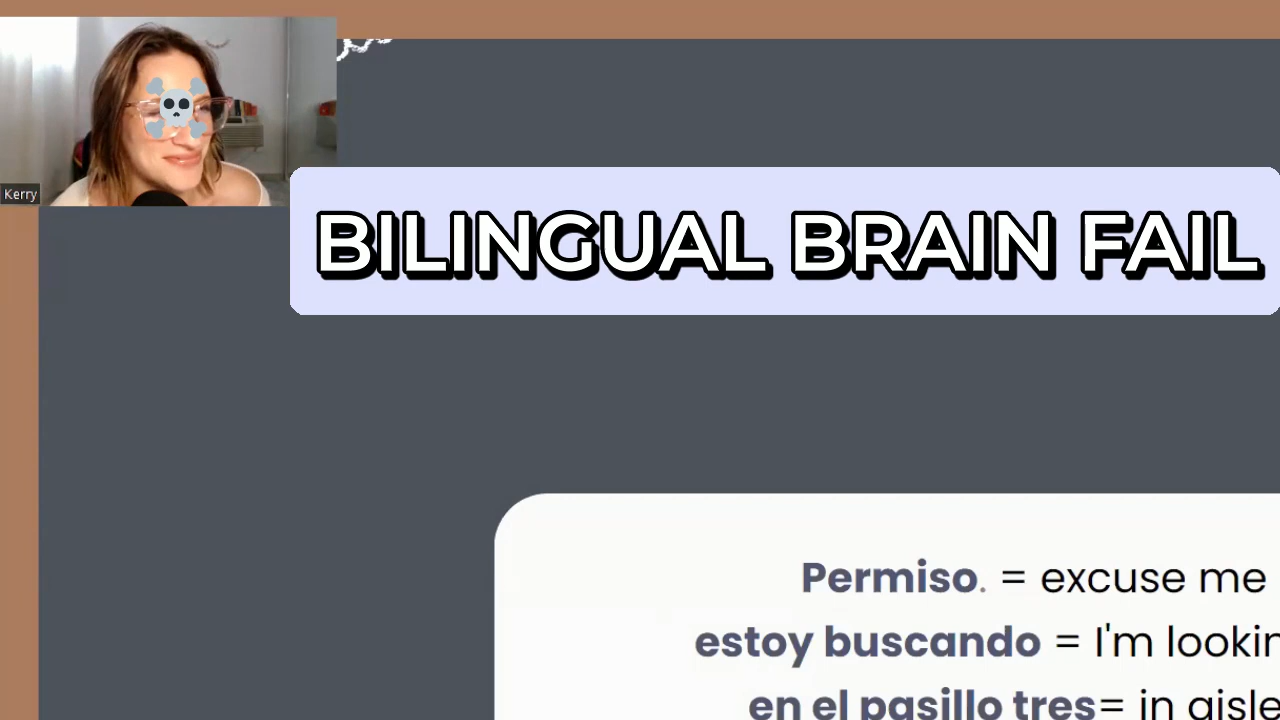 Kerry
BILINGUAL BRAIN FAIL
Permiso. = excuse me
estoy buscando = I'm lookin
en el pasillo tres= in aisle